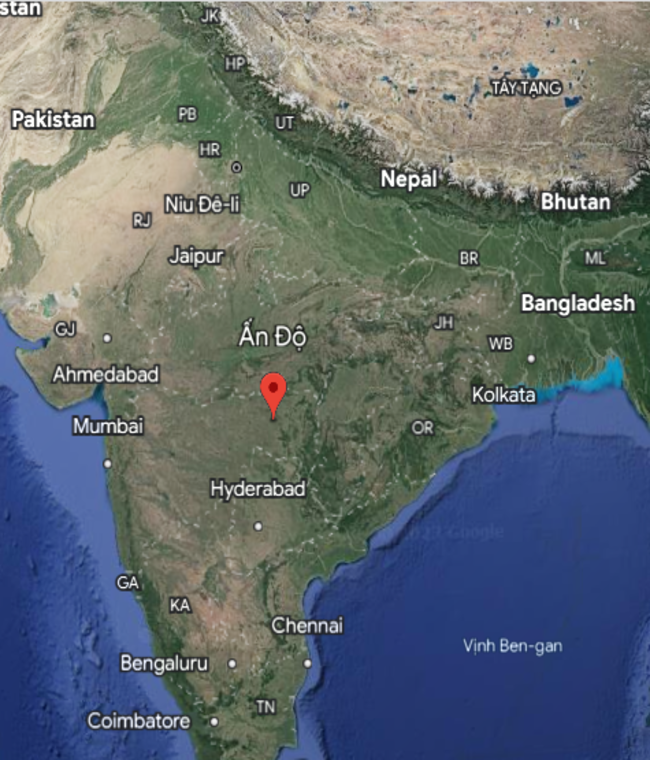 stan
JK
HP
TÂY TẠNG
PB
Pakistan
UT
HR
Nepal
UP
Bhutan
Niu Đê-li
RJ
Jaipur
BR
ML
Bangladesh
JH
GJ
Ấn Độ
WB
Ahmedabad
Kolkata
Mumbai
OR
Hyderabad
Google
GA
KA
Chennai
Vịnh Ben-gan
Bengaluru
TN
Coimbatore